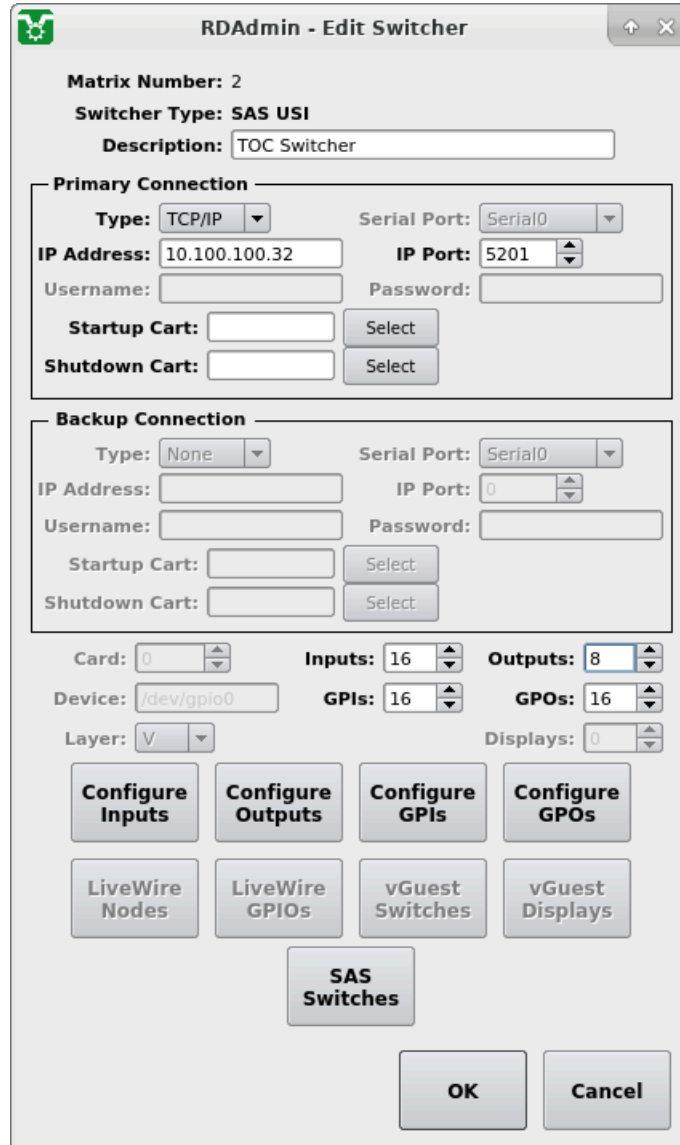 RDAdmin - Edit Switcher
Matrix Number: 2
Switcher Type: SAS USI
Description: TOC Switcher
Primary Connection
Type: TCP/IP Serial Port: Serial0
IP Address: 10.100.100.32 IP Port: 5201
Username: Password:
Startup Cart: Select
Shutdown Cart: Select
Backup Connection
Type: None Serial Port: Serial0
IP Address: IP Port: 0
Username: Password:
Startup Cart: Select
Shutdown Cart: Select
Card: 0 Inputs: 16 Outputs: 8
Device: /dev/gpio0 GPIs: 16 GPOs: 16
Layer: V Displays: 0
Configure Configure Configure Configure
Inputs Outputs GPIs GPOs
LiveWire LiveWire vGuest vGuest
Nodes GPIOs Switches Displays
SAS
Switches
OK Cancel